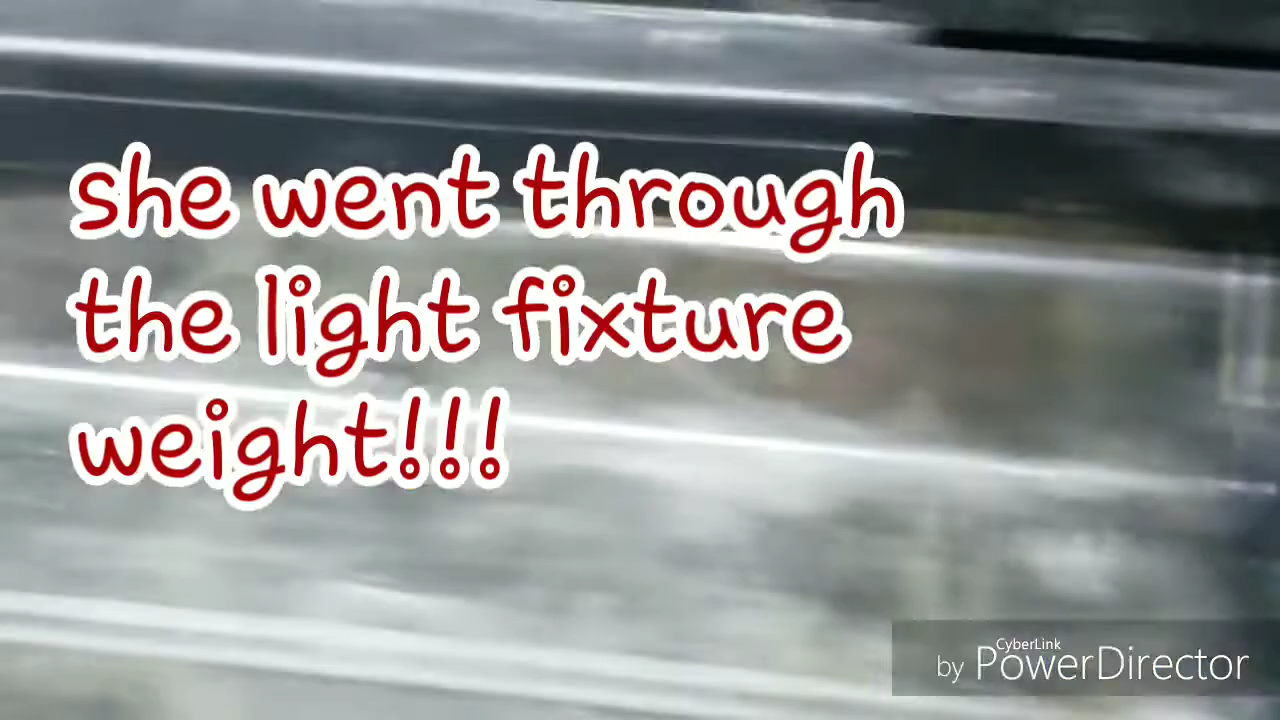 she went through
the light fixture
weight!!!
CyberLink
by PowerDirector